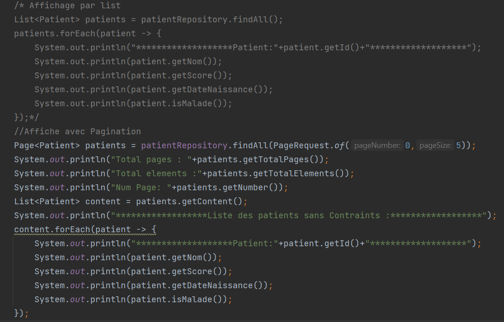 /* Affichage par list
List<Patient> patients = patientRepository.findAll();
patients.forEach(patient -> {
    System.out.println("*******************Patient:"+patient.getId()+"*******************");
    System.out.println(patient.getNom());
    System.out.println(patient.getScore());
    System.out.println(patient.getDateNaissance());
    System.out.println(patient.isMalade());
});*/
//Affiche avec Pagination
Page<Patient> patients = patientRepository.findAll(PageRequest.of( pageNumber: 0, pageSize: 5));
System.out.println("Total pages : "+patients.getTotalPages());
System.out.println("Total elements :"+patients.getTotalElements());
System.out.println("Num Page: "+patients.getNumber());
List<Patient> content = patients.getContent();
System.out.println("******************Liste des patients sans Contraints :******************");
content.forEach(patient -> {
    System.out.println("*******************Patient:"+patient.getId()+"*******************");
    System.out.println(patient.getNom());
    System.out.println(patient.getScore());
    System.out.println(patient.getDateNaissance());
    System.out.println(patient.isMalade());
});